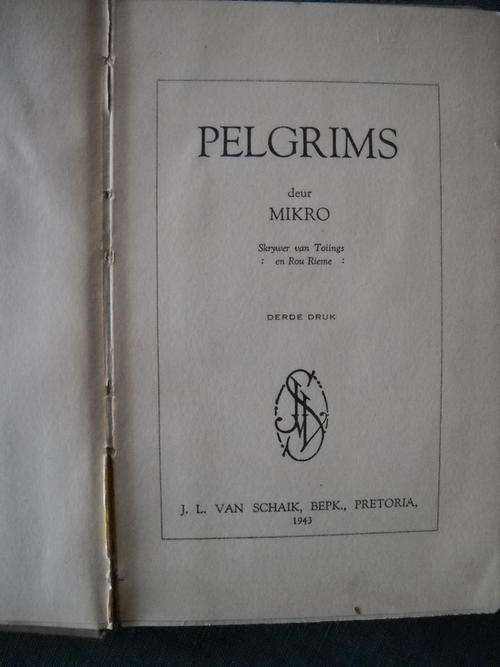 PELGRIMS
deur
MIKRO
Skrywer van Toiings
: en Rou Rieme :
DERDE DRUK
J. L. VAN SCHAIK, BEPK., PRETORIA,
1943